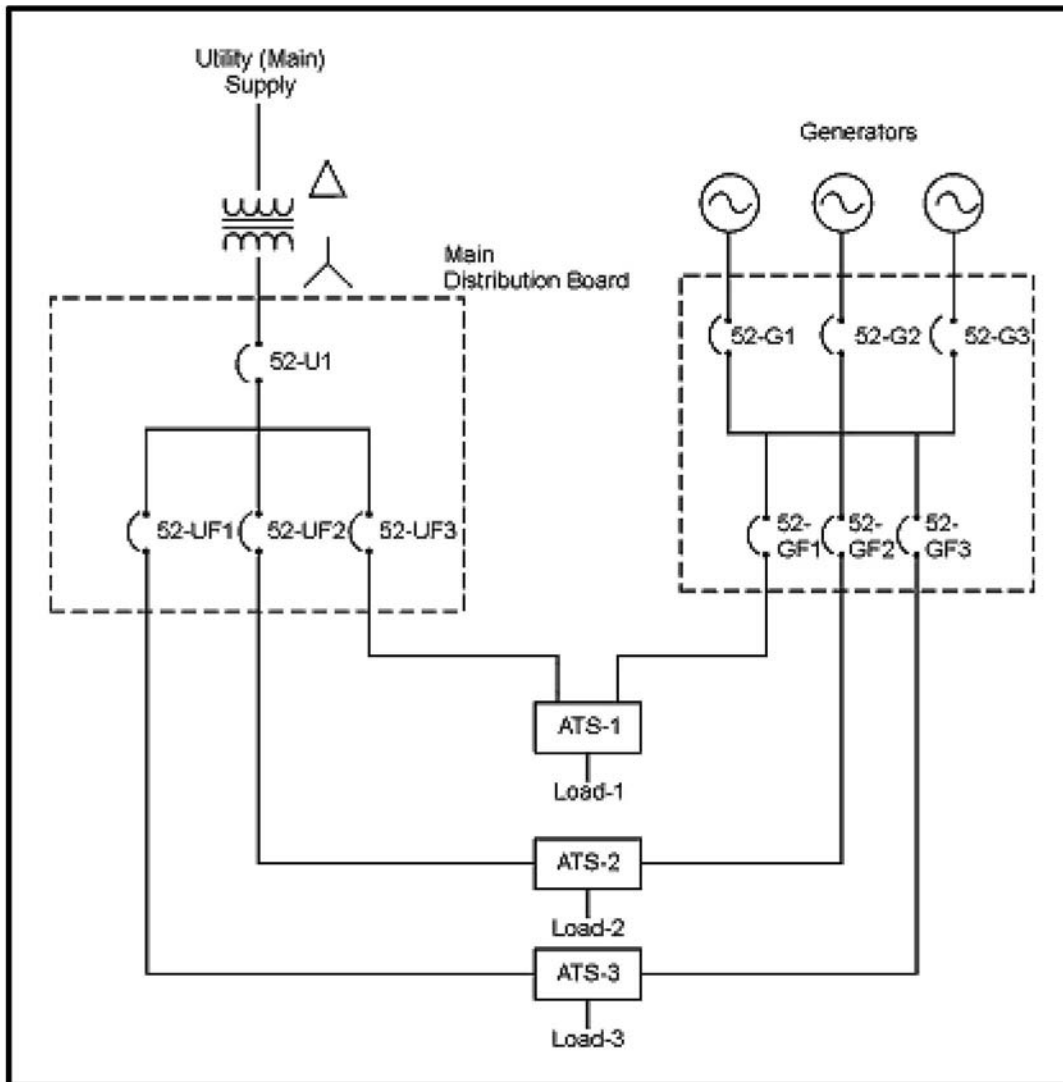 Utility (Main)
Supply
Generators
Main
Distribution Board
52-U1
52-G1
52-G2
52-G3
52-UF1
52-UF2
52-UF3
52-
GF1
52-
GF2
52-
GF3
ATS-1
Load-1
ATS-2
Load-2
ATS-3
Load-3